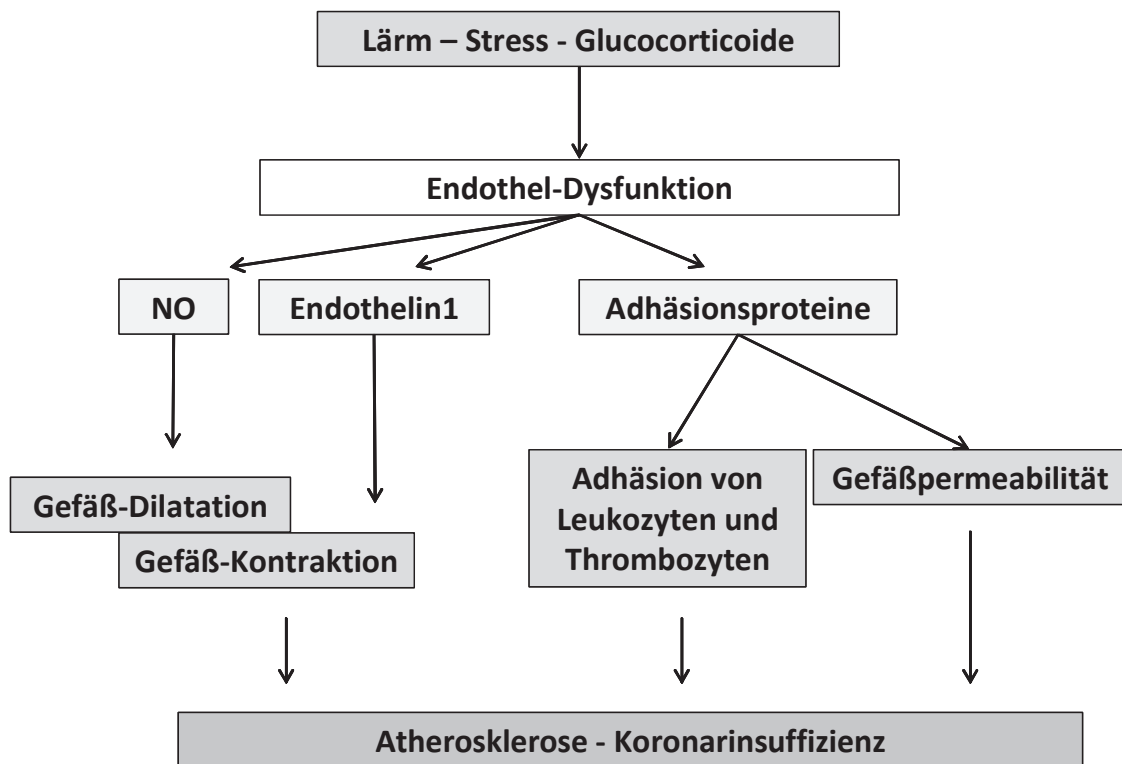 Lärm – Stress - Glucocorticoide
Endothel-Dysfunktion
NO
Endothelin1
Adhäsionsproteine
Gefäß-Dilatation
Gefäß-Kontraktion
Adhäsion von
Leukozyten und
Thrombozyten
Gefäßpermeabilität
Atherosklerose - Koronarinsuffizienz